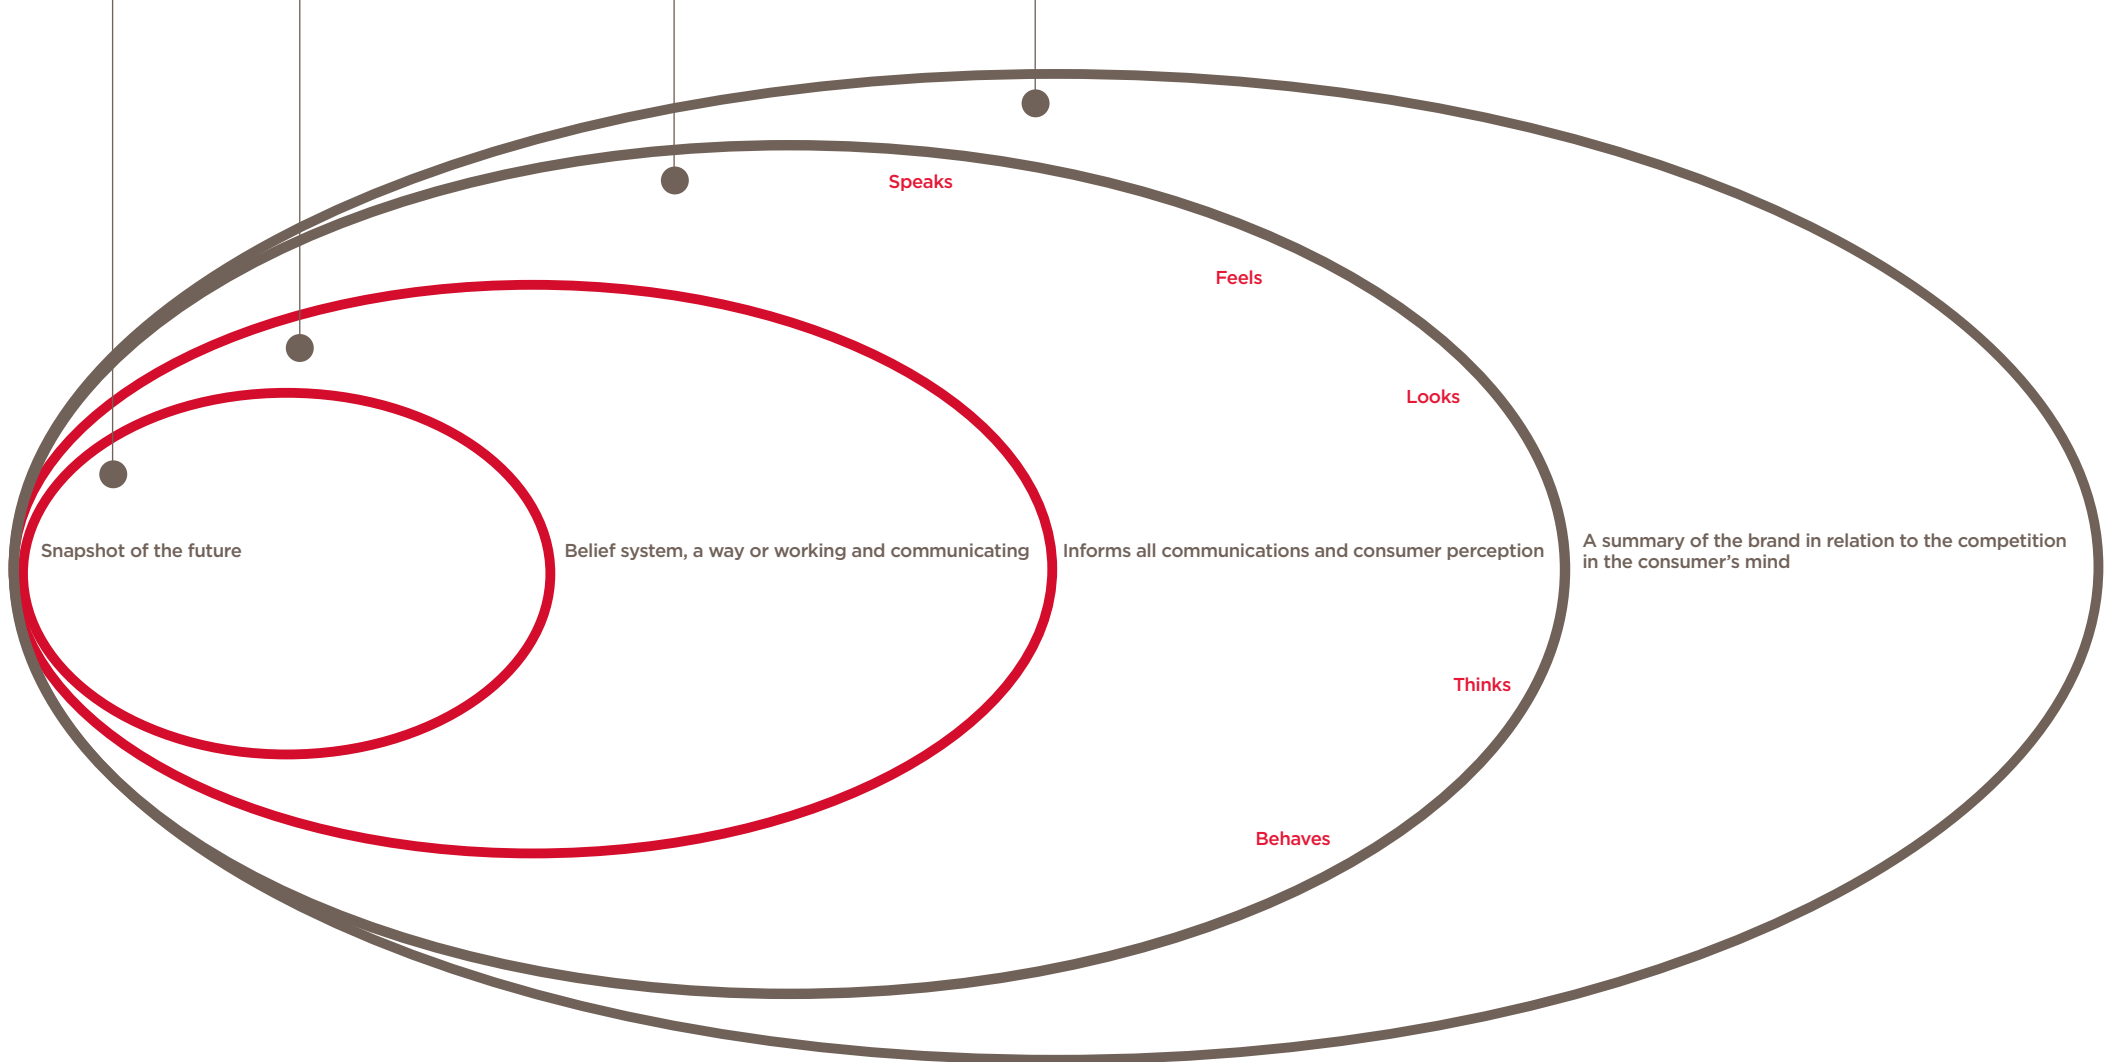 Speaks
Feels
Looks
Snapshot of the future
Belief system, a way or working and communicating
Informs all communications and consumer perception
A summary of the brand in relation to the competition
in the consumer’s mind
Thinks
Behaves